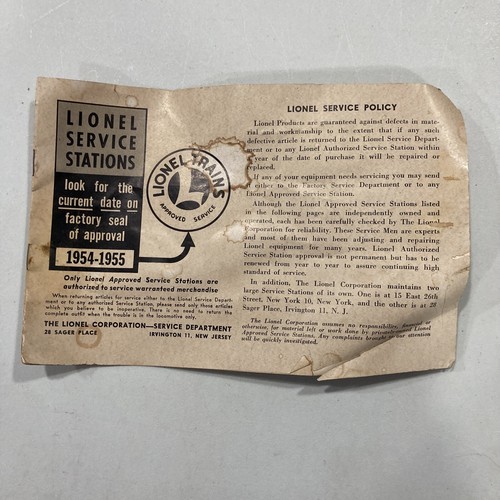 LIONEL
SERVICE
STATIONS
look for the
current date on
factory seal
of approval
1954-1955
LIONEL TRAINS
L
APPROVED SERVICE
Only Lionel Approved Service Stations are
authorized to service warranted merchandise
When returning articles for service either to the Lionel Service Depart-
ment or to any authorized Service Station, please send only those articles
which you believe to be inoperative. There is no need to return the
complete outfit when the trouble is in the locomotive only.
THE LIONEL CORPORATION—SERVICE DEPARTMENT
28 SAGER PLACE IRVINGTON 11, NEW JERSEY
LIONEL SERVICE POLICY
Lionel Products are guaranteed against defects in mate-
rial and workmanship to the extent that if any such
defective article is returned to the Lionel Service Depart-
ment or to any Lionel Authorized Service Station within
year of the date of purchase it will be repaired or
replaced.
If any of your equipment needs servicing you may send
either to the Factory Service Department or to any
Lionel Approved Service Station.
Although the Lionel Approved Service Stations listed
in the following pages are independently owned and
operated, each has been carefully checked by The Lionel
Corporation for reliability. These Service Men are experts
and most of them have been adjusting and repairing
Lionel equipment for many years. Lionel Authorized
Service Station approval is not permanent but has to be
renewed from year to year to assure continuing high
standard of service.
In addition, The Lionel Corporation maintains two
large Service Stations of its own. One is at 15 East 26th
Street, New York 10, New York, and the other is at 28
Sager Place, Irvington 11, N. J.
The Lionel Corporation assumes no responsibility, or
otherwise, for material left or work done by privately-owned Lionel
Approved Service Stations. Any complaints brought to our attention
will be quickly investigated.